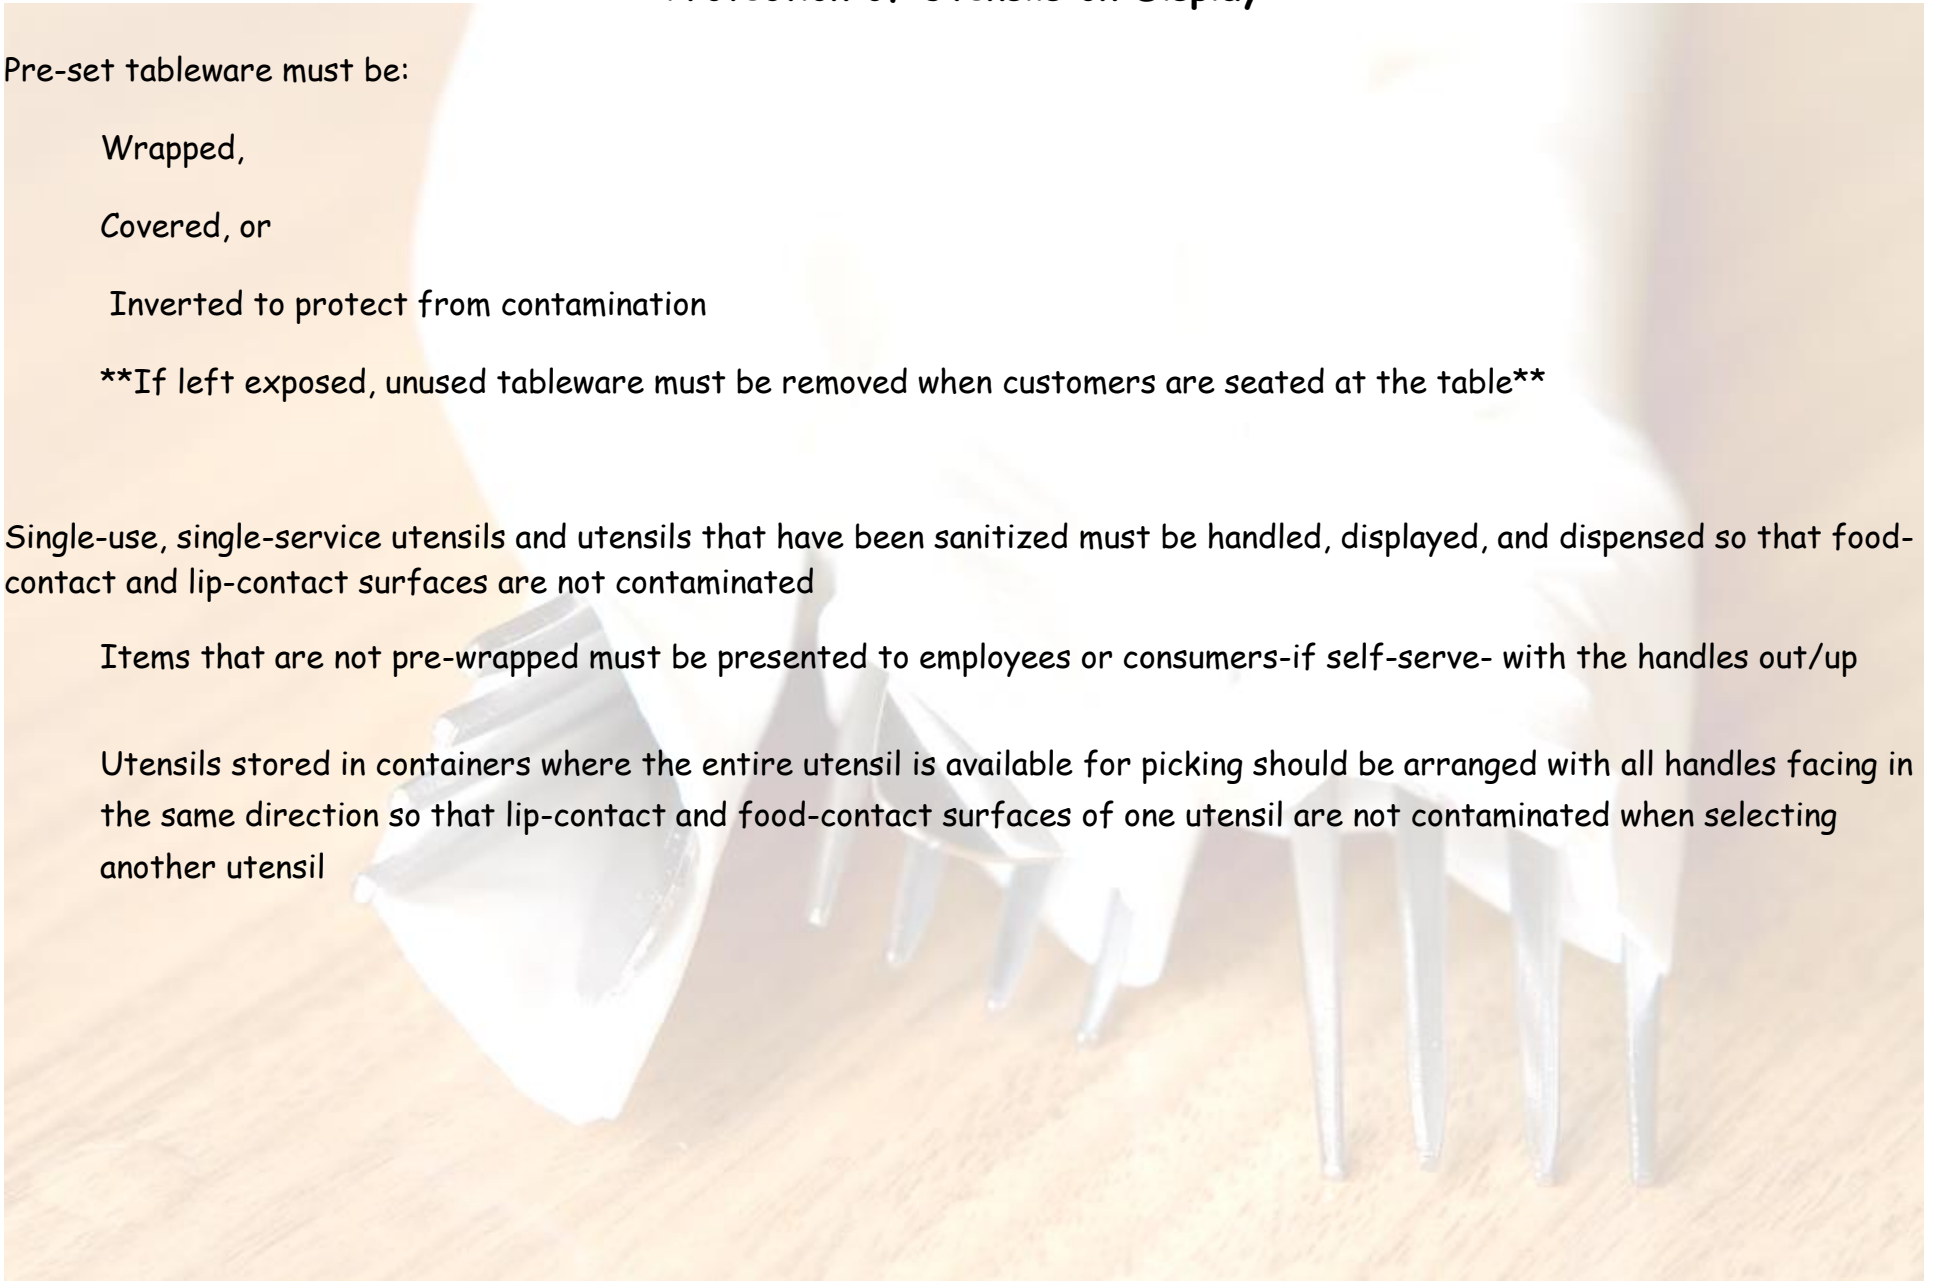 Protection of Utensils on Display
Pre-set tableware must be:
Wrapped,
Covered, or
Inverted to protect from contamination
**If left exposed, unused tableware must be removed when customers are seated at the table**
Single-use, single-service utensils and utensils that have been sanitized must be handled, displayed, and dispensed so that food-
contact and lip-contact surfaces are not contaminated
Items that are not pre-wrapped must be presented to employees or consumers-if self-serve- with the handles out/up
Utensils stored in containers where the entire utensil is available for picking should be arranged with all handles facing in
the same direction so that lip-contact and food-contact surfaces of one utensil are not contaminated when selecting
another utensil